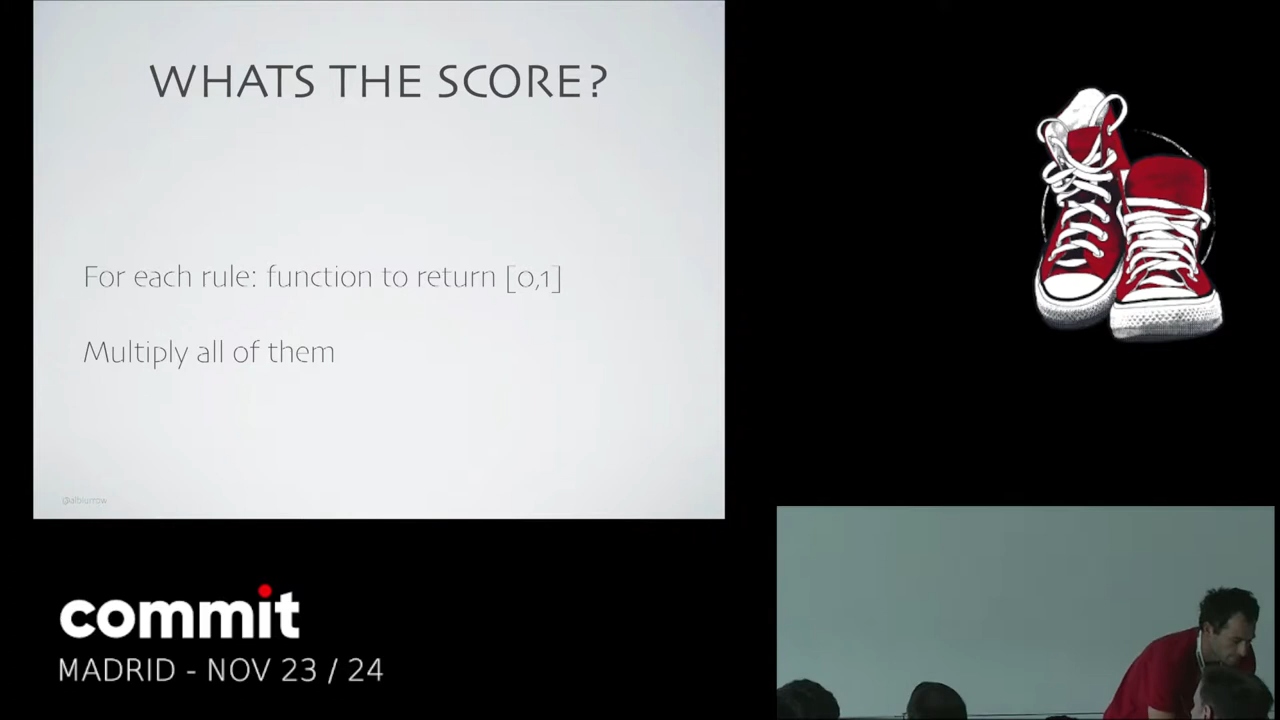 WHATS THE SCORE?
For each rule: function to return [0,1]
Multiply all of them
commit
MADRID - NOV 23 / 24